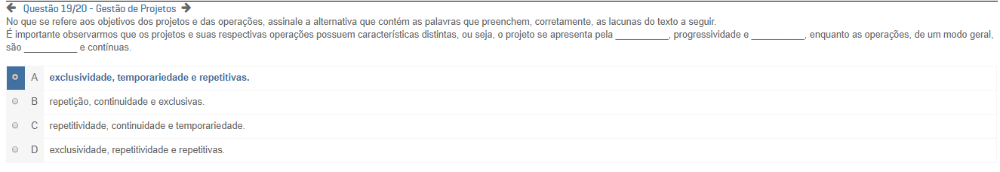 Questão 19/20 - Gestão de Projetos
No que se refere aos objetivos dos projetos e das operações, assinale a alternativa que contém as palavras que preenchem, corretamente, as lacunas do texto a seguir.
É importante observarmos que os projetos e suas respectivas operações possuem características distintas, ou seja, o projeto se apresenta pela __________, progressividade e __________, enquanto as operações, de um modo geral,
são __________ e contínuas.
A exclusividade, temporariedade e repetitivas.
B repetição, continuidade e exclusivas.
C repetitividade, continuidade e temporariedade.
D exclusividade, repetitividade e repetitivas.